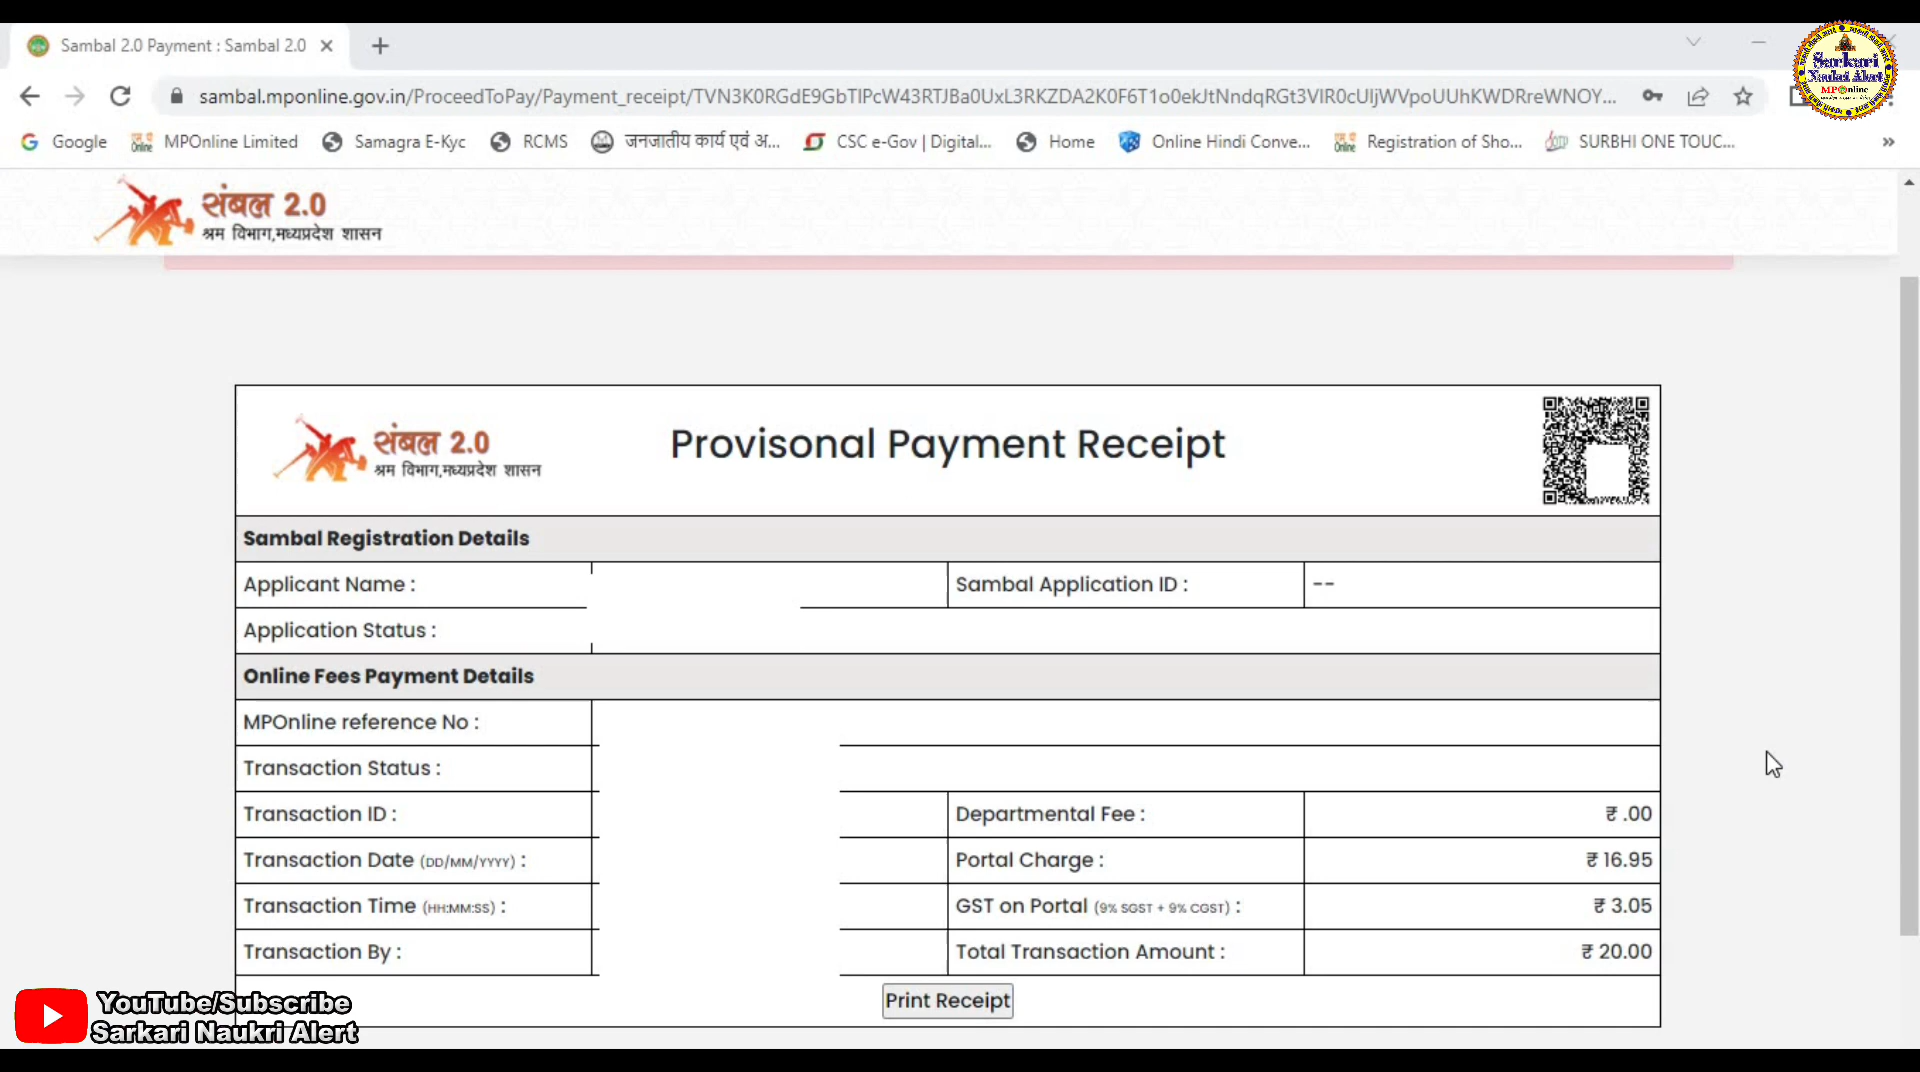 Sambal 2.0 Payment : Sambal 2.0
sambal.mponline.gov.in/ProceedToPay/Payment_receipt/TVN3K0RGdE9GbTlPcW43RTJBa0UxL3RKZDA2K0F6T1o0ekJtNndqRGt3VlR0cUljWVpoUUhKWDRreWNOY...
Google MPOnline Limited Samagra E-Kyc RCMS जनजातीय कार्य एवं अ... CSC e-Gov | Digital... Home Online Hindi Conve... Registration of Sho... SURBHI ONE TOUC...
Sarkari
Naukri Alert
MPOnline
संबल 2.0
श्रम विभाग,मध्यप्रदेश शासन
संबल 2.0
श्रम विभाग,मध्यप्रदेश शासन
Provisonal Payment Receipt
Sambal Registration Details
Applicant Name : Sambal Application ID : --
Application Status :
Online Fees Payment Details
MPOnline reference No :
Transaction Status :
Transaction ID : Departmental Fee : ₹ .00
Transaction Date (DD/MM/YYYY) : Portal Charge : ₹ 16.95
Transaction Time (HH:MM:SS) : GST on Portal (9% SGST + 9% CGST) : ₹ 3.05
Transaction By : Total Transaction Amount : ₹ 20.00
Print Receipt
YouTube/Subscribe
Sarkari Naukri Alert